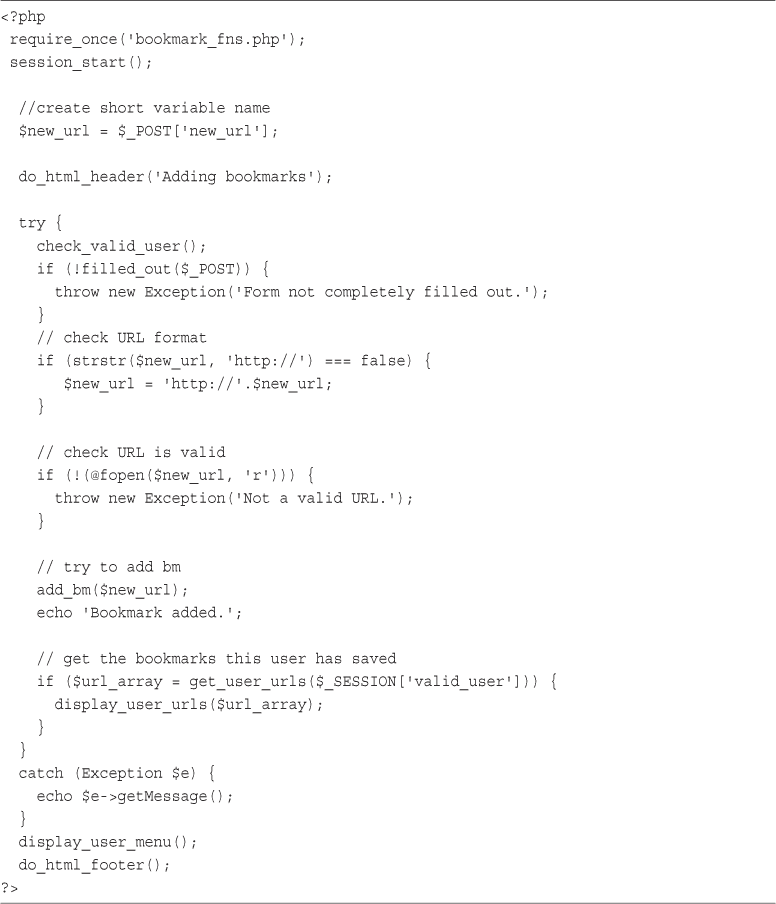 <?php
 require_once('bookmark_fns.php');
 session_start();

  //create short variable name
  $new_url = $_POST['new_url'];

  do_html_header('Adding bookmarks');

  try {
    check_valid_user();
    if (!filled_out($_POST)) {
      throw new Exception('Form not completely filled out.');
    }
    // check URL format
    if (strstr($new_url, 'http://') === false) {
       $new_url = 'http://'.$new_url;
    }

    // check URL is valid
    if (!(@fopen($new_url, 'r'))) {
      throw new Exception('Not a valid URL.');
    }

    // try to add bm
    add_bm($new_url);
    echo 'Bookmark added.';

    // get the bookmarks this user has saved
    if ($url_array = get_user_urls($_SESSION['valid_user'])) {
      display_user_urls($url_array);
    }
  }
  catch (Exception $e) {
    echo $e->getMessage();
  }
  display_user_menu();
  do_html_footer();
?>